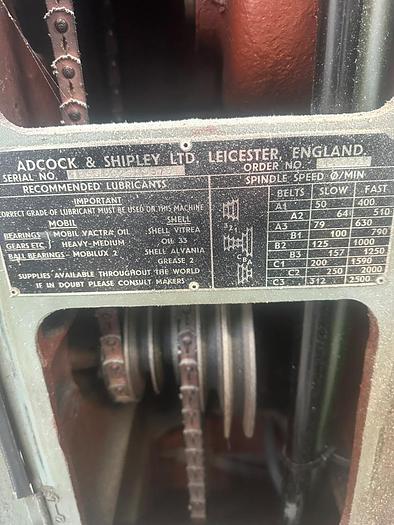 ADCOCK & SHIPLEY LTD, LEICESTER, ENGLAND.
SERIAL NO. ORDER NO.
RECOMMENDED LUBRICANTS
IMPORTANT
CORRECT GRADE OF LUBRICANT MUST BE USED ON THIS MACHINE
MOBIL SHELL
BEARINGS MOBIL VACTRA OIL SHELL VITREA
GEARS ETC. HEAVY-MEDIUM OIL 33
BALL BEARINGS - MOBILUX 2 SHELL ALVANIA
GREASE 2
SUPPLIES AVAILABLE THROUGHOUT THE WORLD
IF IN DOUBT PLEASE CONSULT MAKERS
SPINDLE SPEED Ø/MIN
BELTS SLOW FAST
A1 50 400
A2 64 510
A3 79 630
B1 100 790
B2 125 1000
B3 157 1250
C1 200 1590
C2 250 2000
C3 312 2500
321
C B A